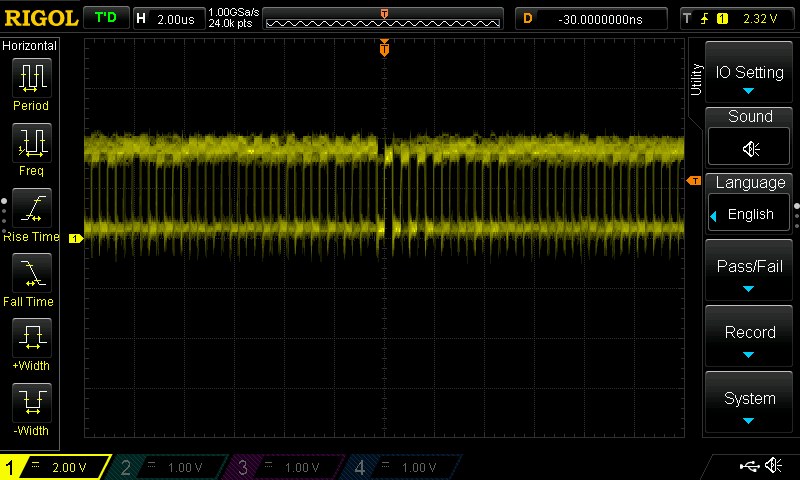 RIGOL T'D H 2.00us 1.00GSa/s 24.0k pts D -30.0000000ns T 1 2.32 V
Horizontal
Period
Freq
Rise Time
Fall Time
+Width
-Width
T
T
T
1
Utility
IO Setting
Sound
Language
English
Pass/Fail
Record
System
1 2.00 V 2 1.00 V 3 1.00 V 4 1.00 V